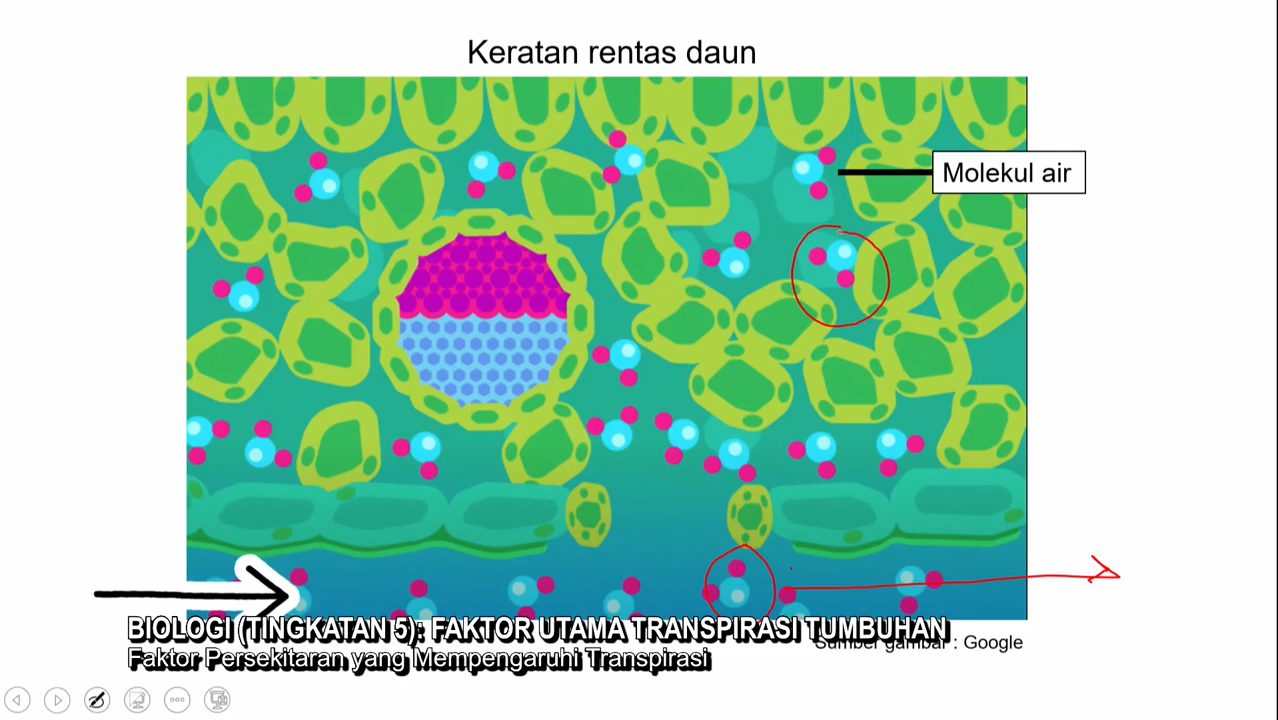 Keratan rentas daun
Molekul air
BIOLOGI (TINGKATAN 5): FAKTOR UTAMA TRANSPIRASI TUMBUHAN
Sumber gambar : Google
Faktor Persekitaran yang Mempengaruhi Transpirasi